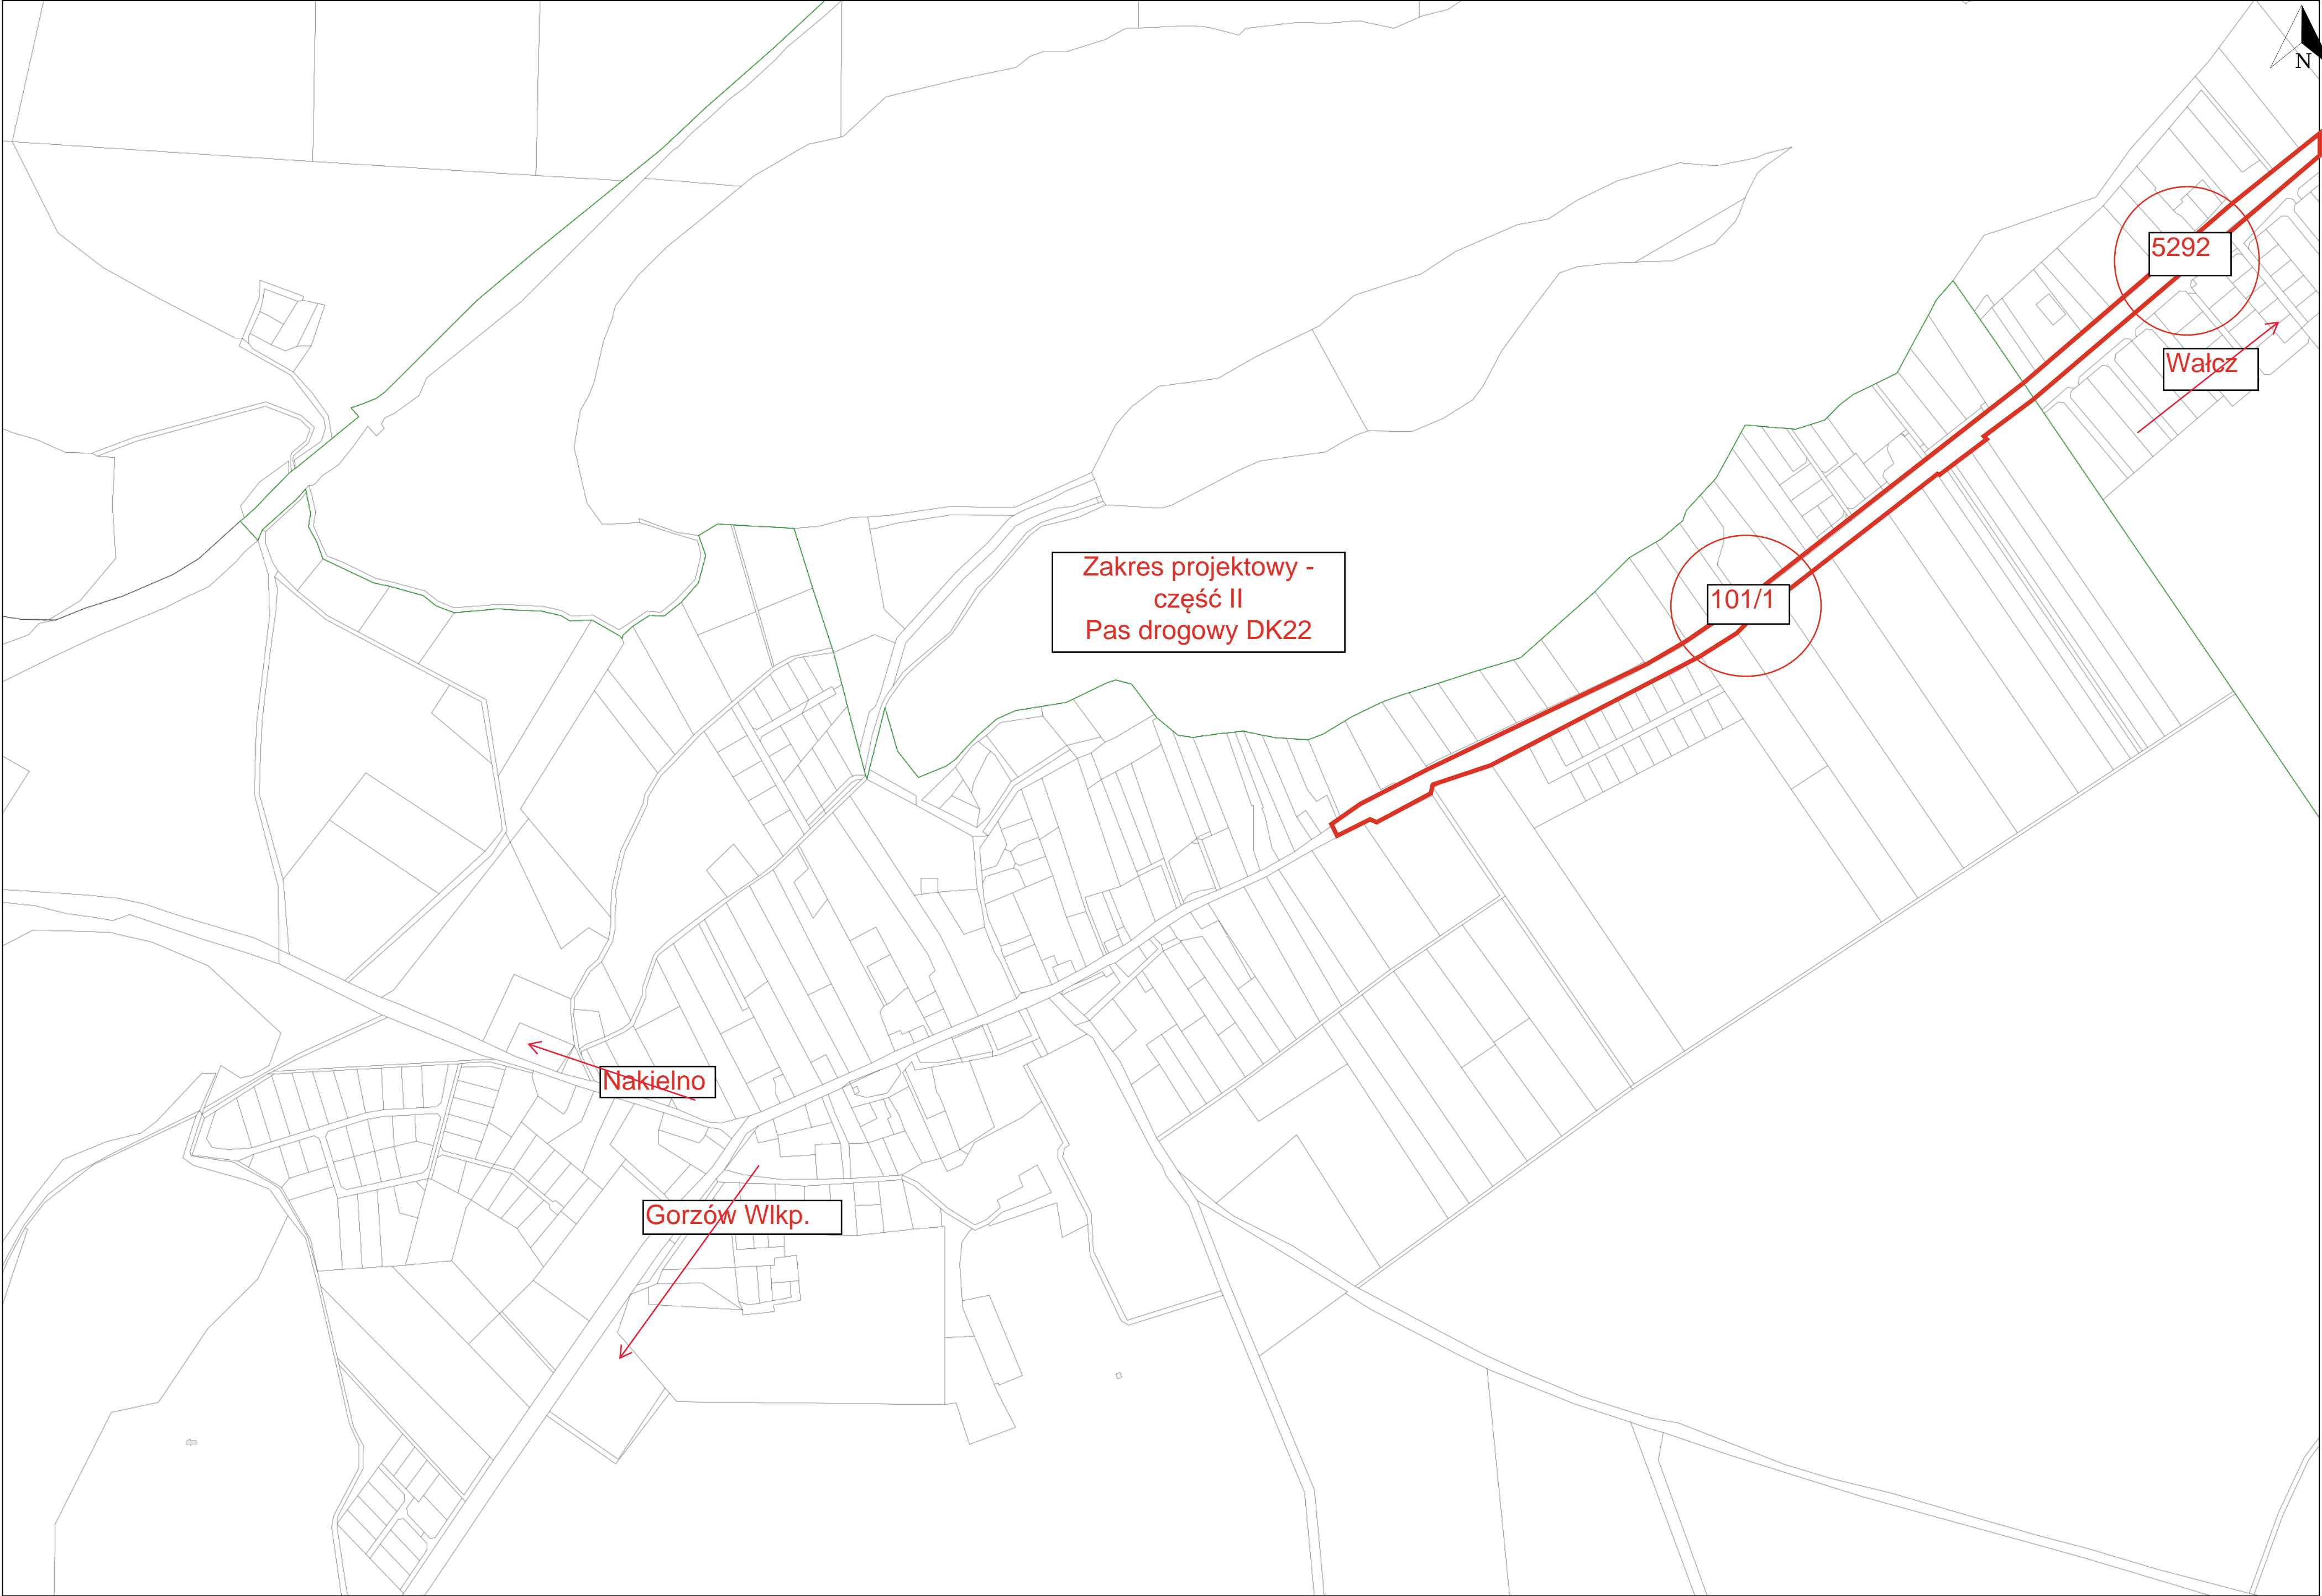 N
5292
Wałcz
Zakres projektowy -
część II
Pas drogowy DK22
101/1
Nakielno
Gorzów Wlkp.